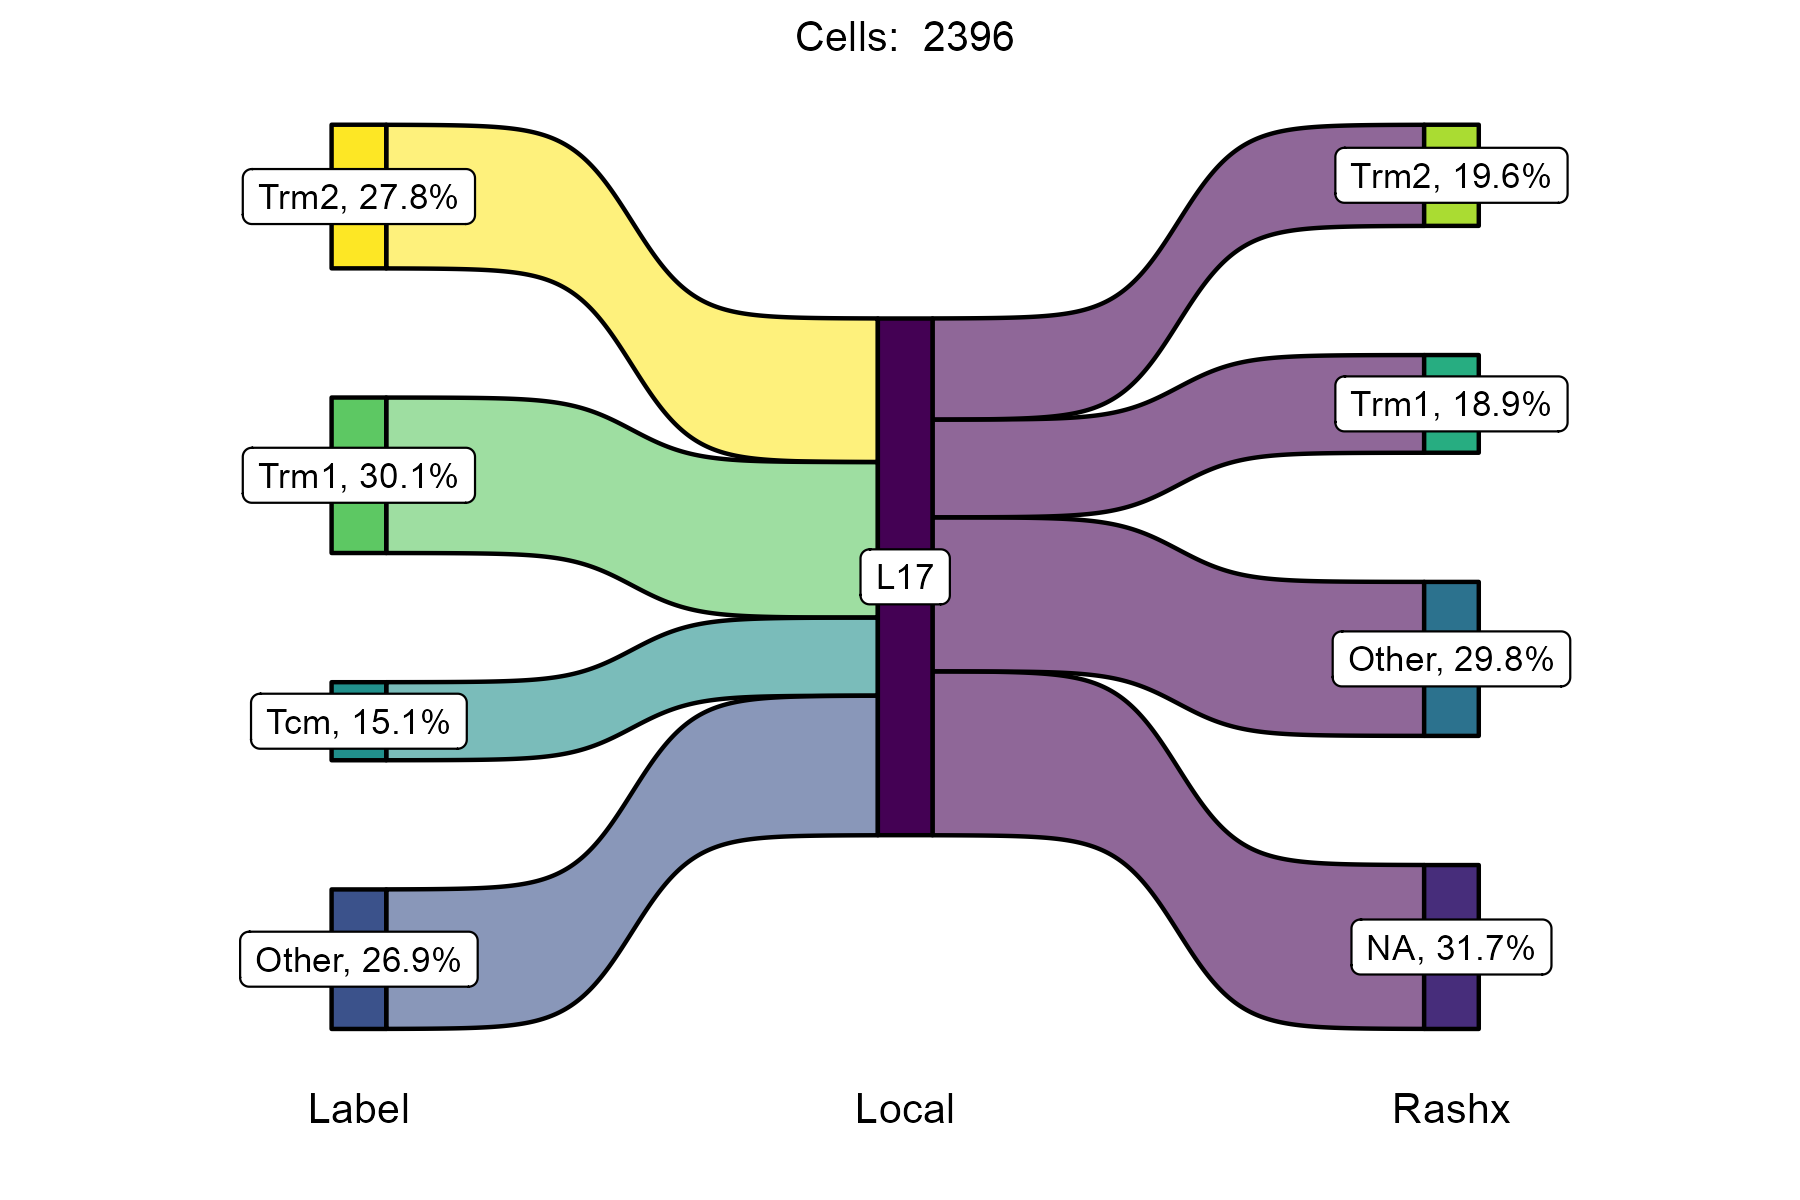 Cells:  2396
Trm2, 27.8%
Trm1, 30.1%
Tcm, 15.1%
Other, 26.9%
L17
Trm2, 19.6%
Trm1, 18.9%
Other, 29.8%
NA, 31.7%
Label
Local
Rashx